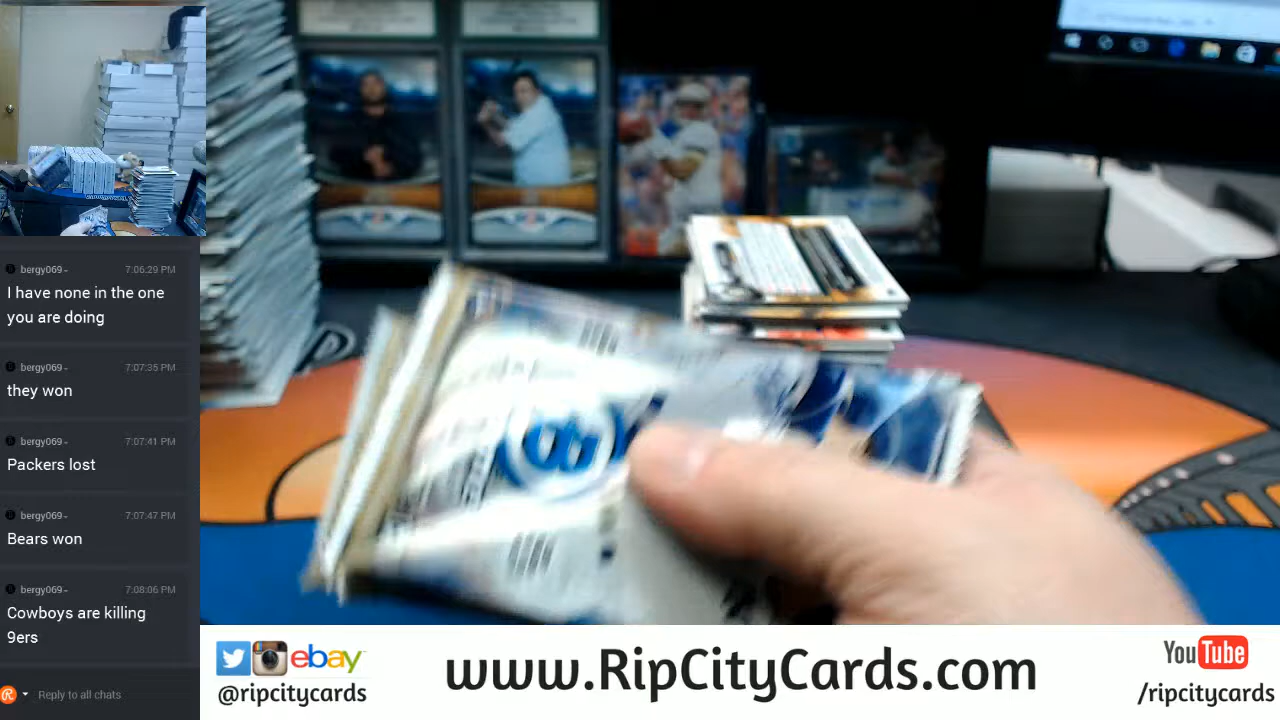 bergy069
7:06:29 PM
I have none in the one
you are doing
bergy069
7:07:35 PM
they won
bergy069
7:07:41 PM
Packers lost
bergy069
7:07:47 PM
Bears won
bergy069
7:08:06 PM
Cowboys are killing
9ers
Reply to all chats
ebay
@ripcitycards
www.RipCityCards.com
YouTube
/ripcitycards